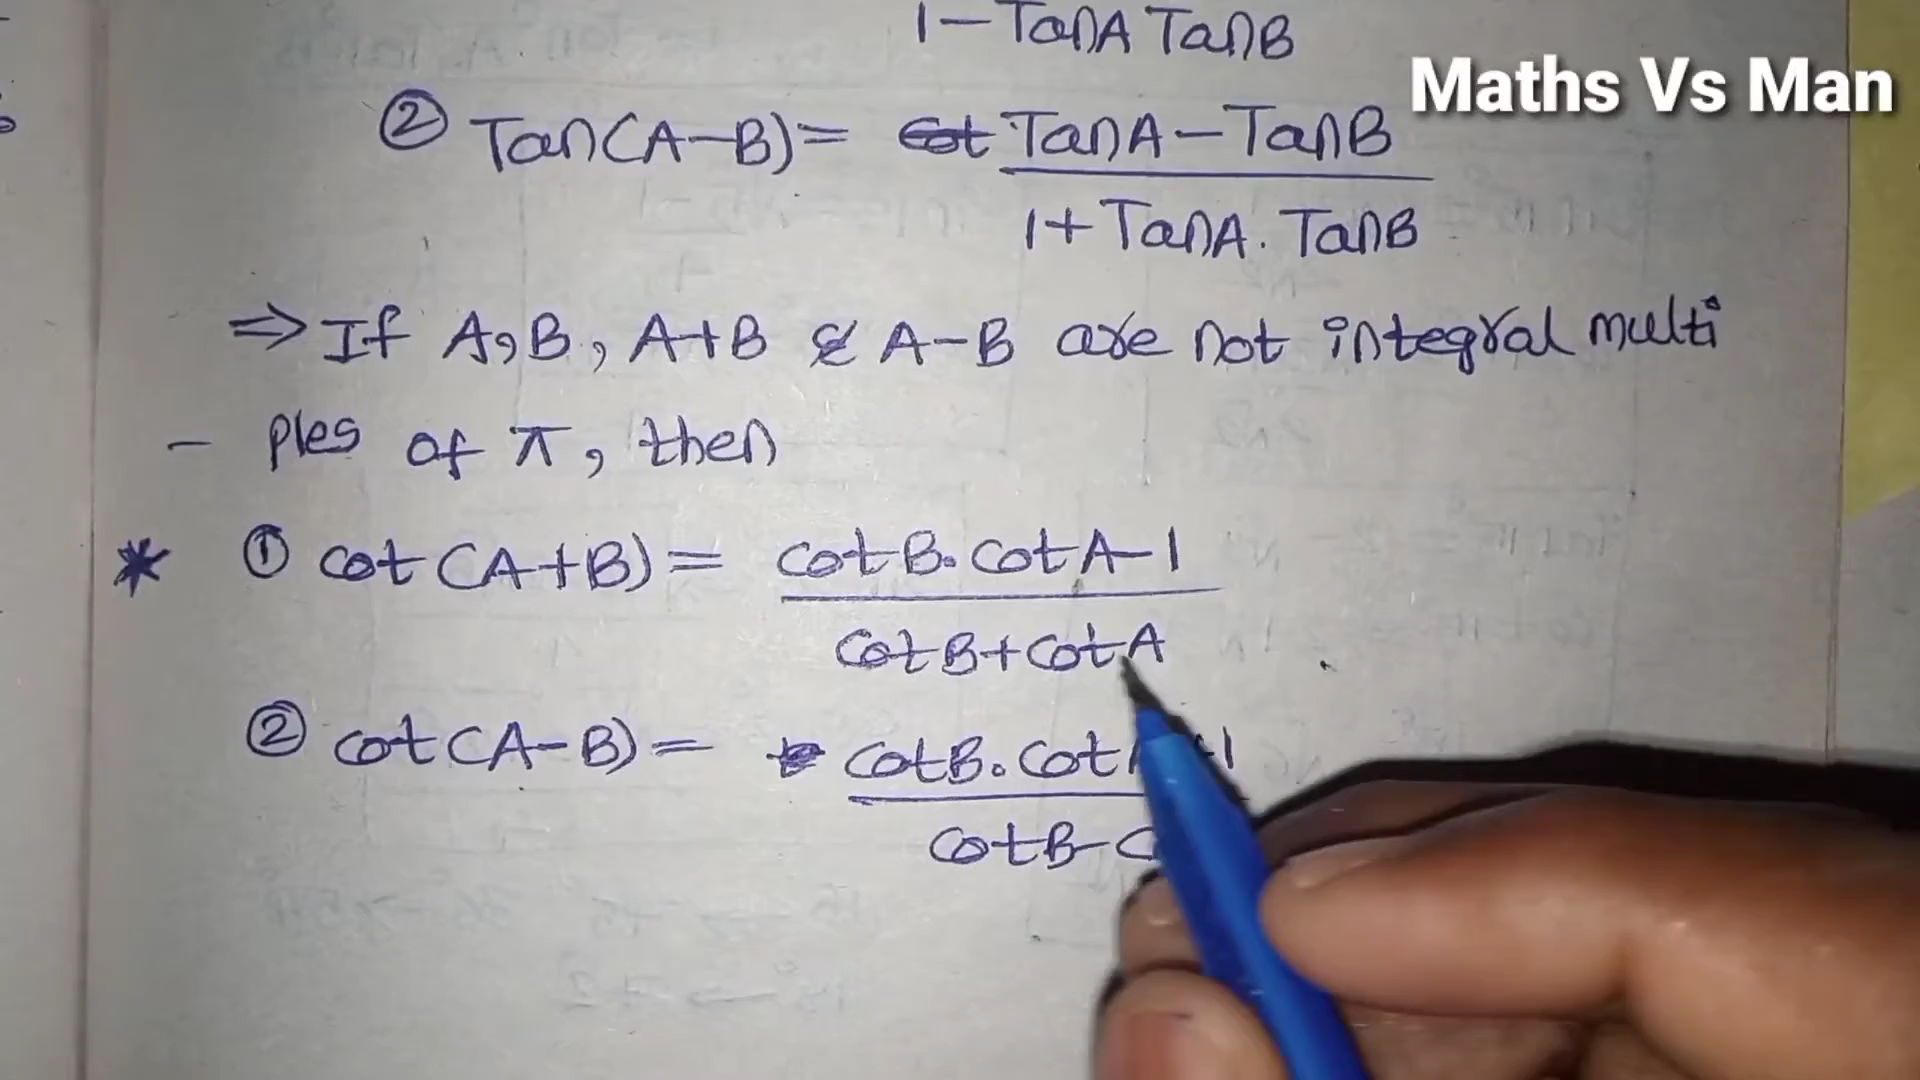 1 - TanA TanB
Maths Vs Man
② Tan(A-B) = TanA - TanB
1 + TanA . TanB
⇒ If A, B, A+B & A-B are not integral multi
- ples of π, then
* ① cot (A+B) = cotB. cotA-1
cotB+cotA
② cot(A-B) = cotB.cot -1
cotB-